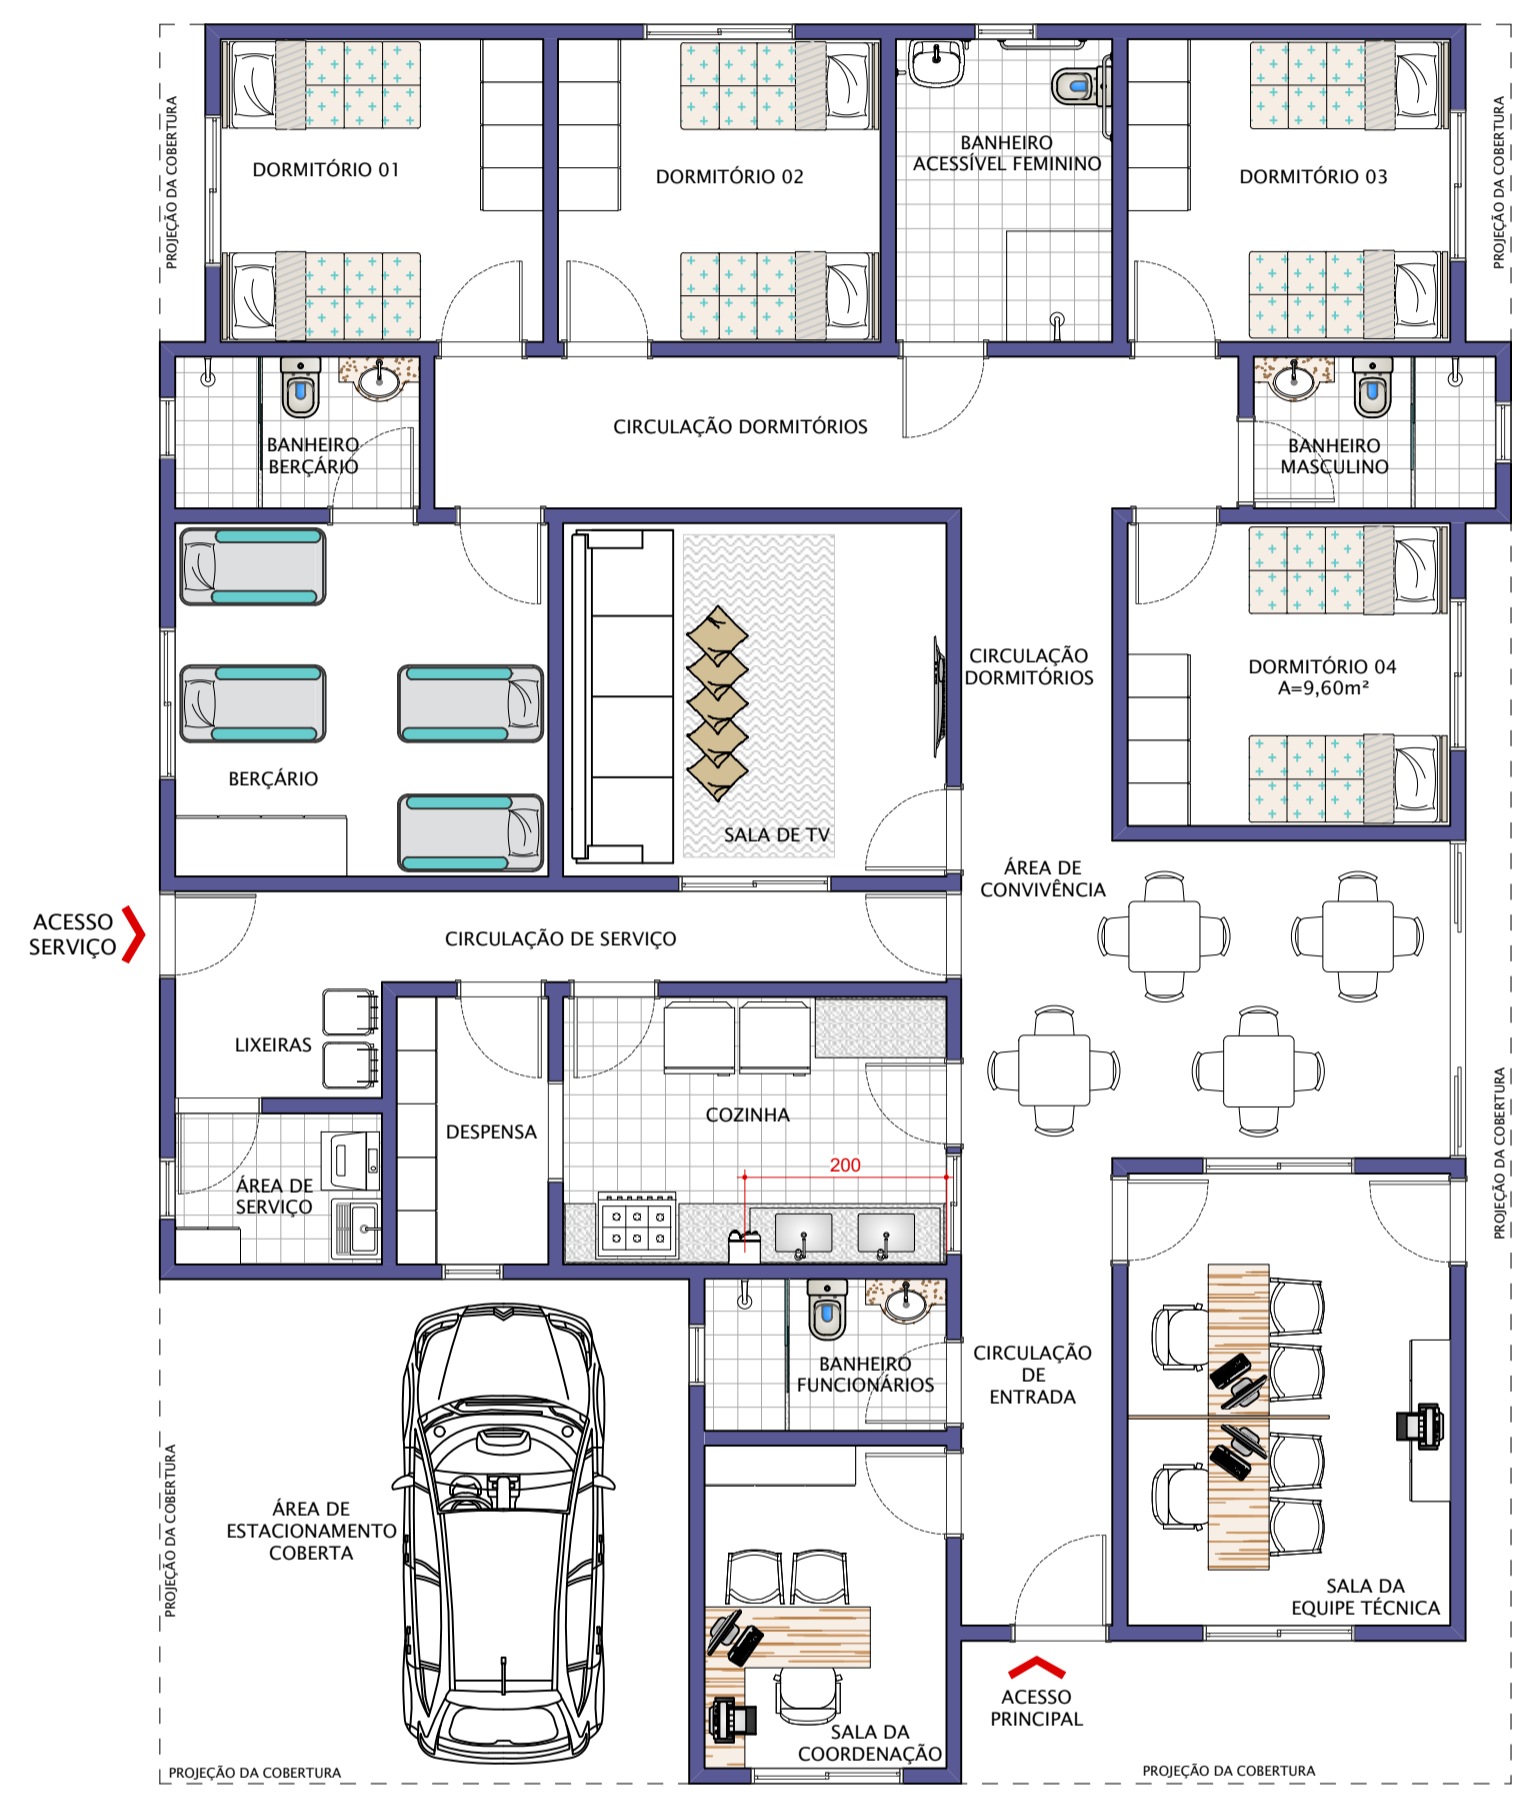 PROJEÇÃO DA COBERTURA
DORMITÓRIO 01
DORMITÓRIO 02
BANHEIRO
ACESSÍVEL FEMININO
DORMITÓRIO 03
PROJEÇÃO DA COBERTURA
BANHEIRO
BERÇÁRIO
CIRCULAÇÃO DORMITÓRIOS
BANHEIRO
MASCULINO
BERÇÁRIO
SALA DE TV
CIRCULAÇÃO
DORMITÓRIOS
DORMITÓRIO 04
A=9,60m²
ÁREA DE
CONVIVÊNCIA
ACESSO
SERVIÇO
CIRCULAÇÃO DE SERVIÇO
LIXEIRAS
DESPENSA
COZINHA
200
ÁREA DE
SERVIÇO
PROJEÇÃO DA COBERTURA
BANHEIRO
FUNCIONÁRIOS
CIRCULAÇÃO
DE
ENTRADA
PROJEÇÃO DA COBERTURA
ÁREA DE
ESTACIONAMENTO
COBERTA
SALA DA
EQUIPE TÉCNICA
ACESSO
PRINCIPAL
SALA DA
COORDENAÇÃO
PROJEÇÃO DA COBERTURA
PROJEÇÃO DA COBERTURA